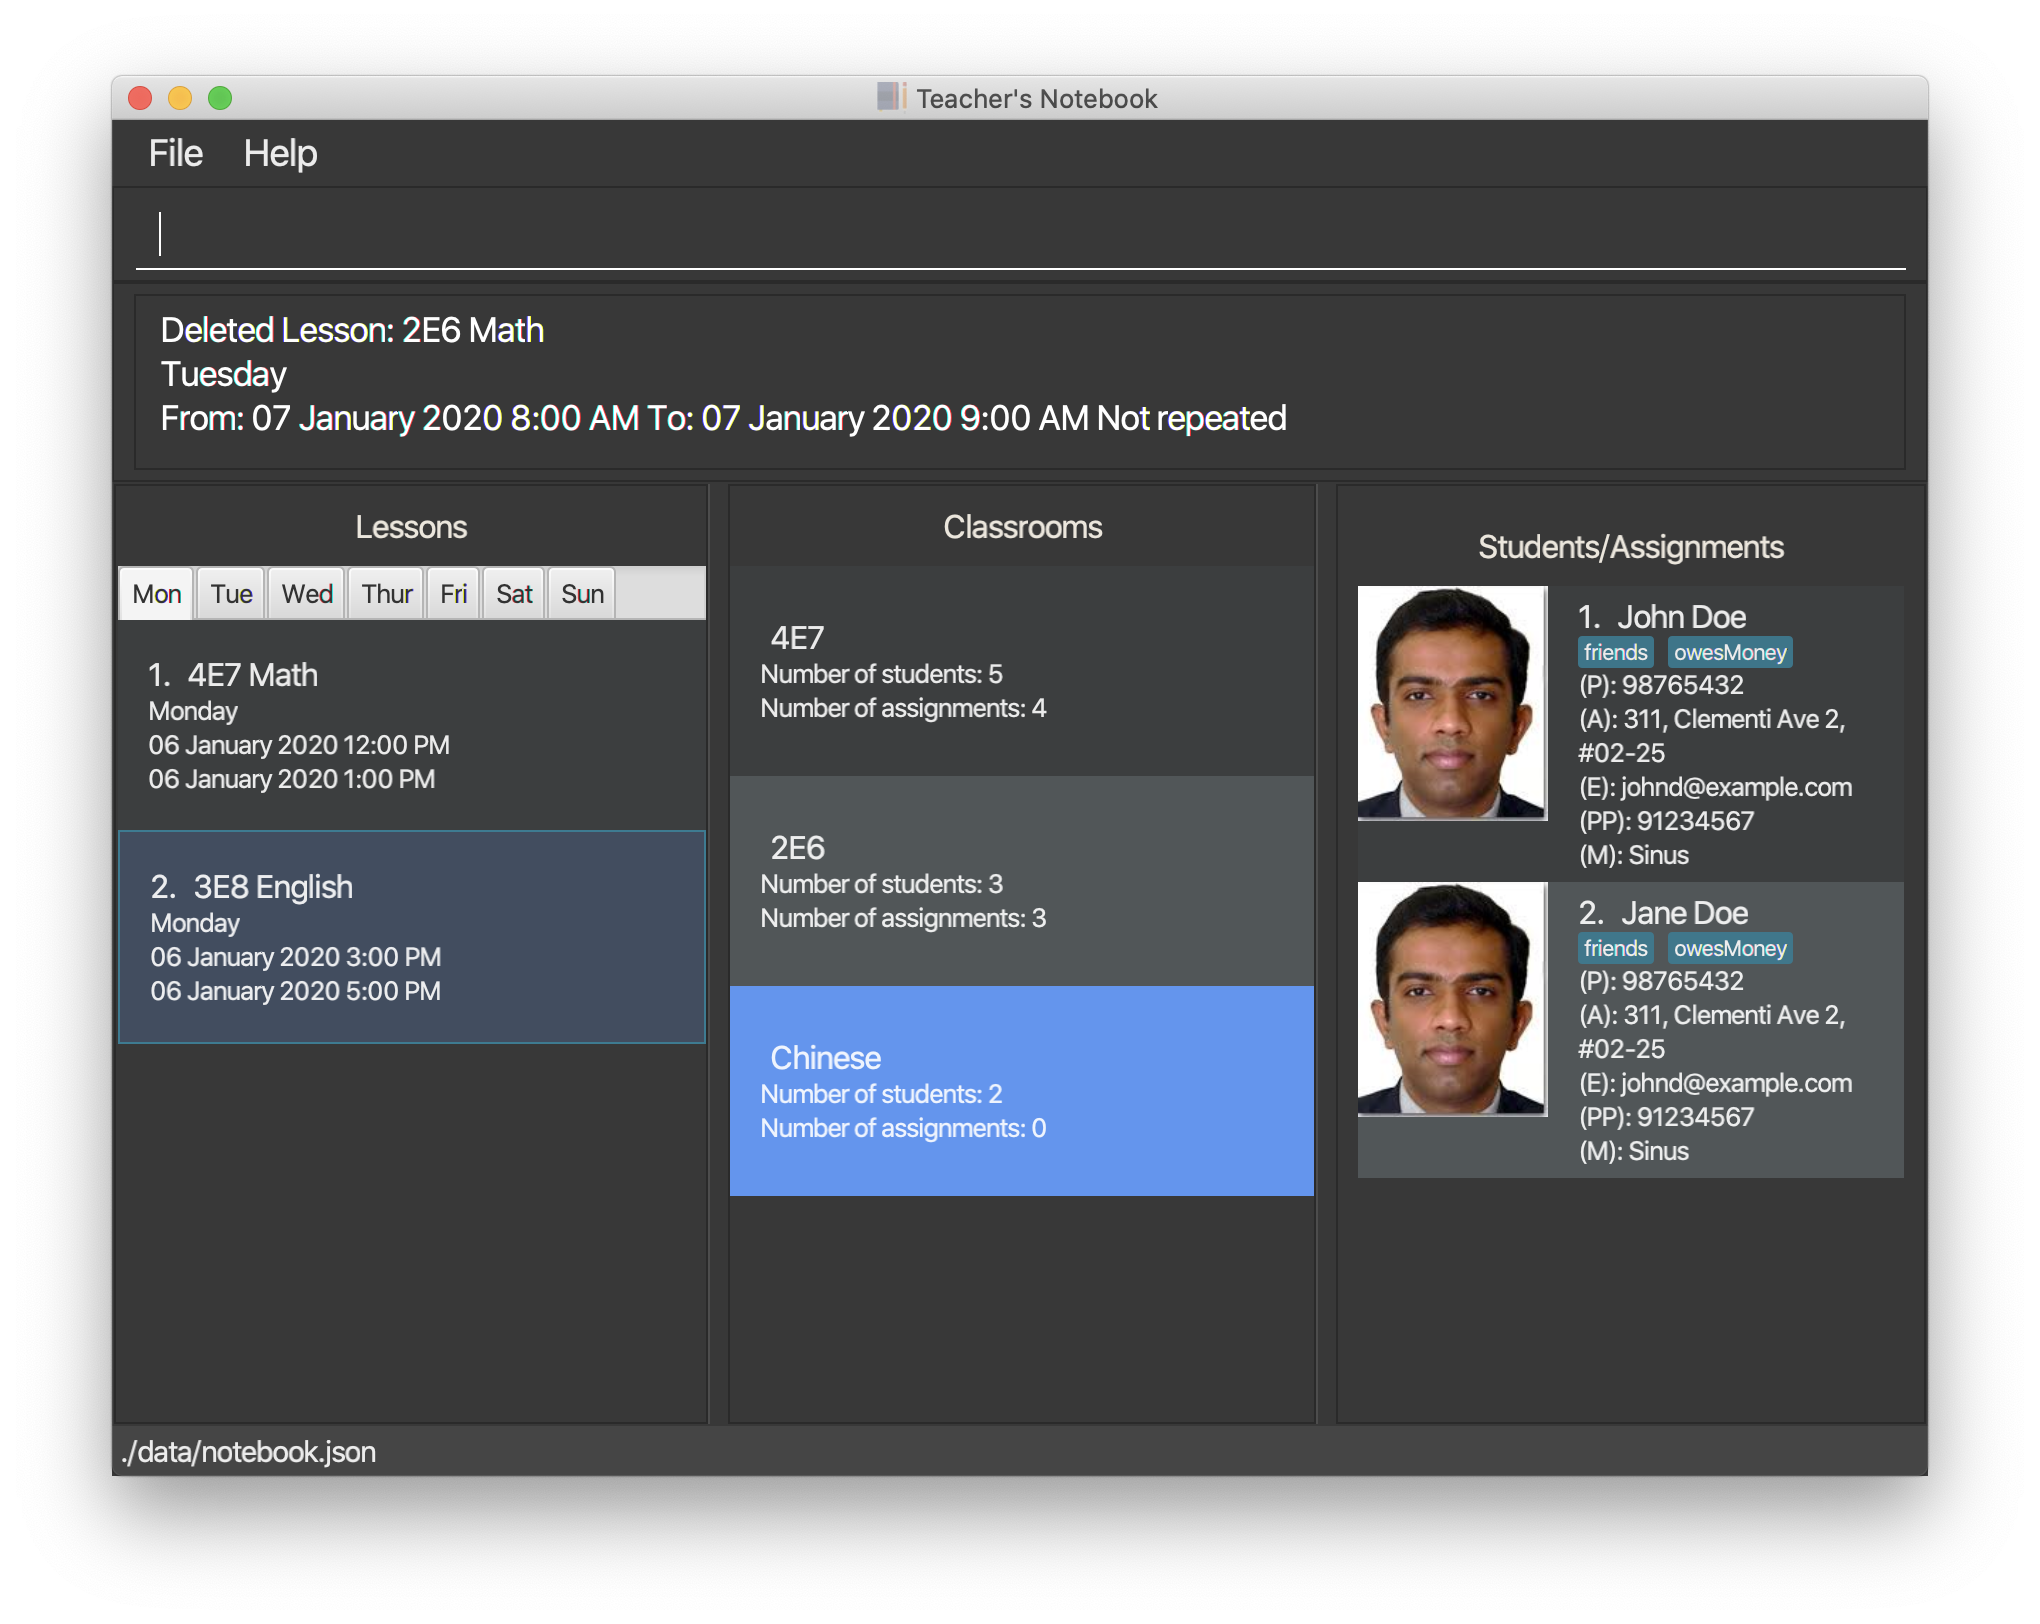 Teacher's Notebook
File Help
Deleted Lesson: 2E6 Math
Tuesday
From: 07 January 2020 8:00 AM To: 07 January 2020 9:00 AM Not repeated
Lessons
Mon Tue Wed Thur Fri Sat Sun
1. 4E7 Math
Monday
06 January 2020 12:00 PM
06 January 2020 1:00 PM
2. 3E8 English
Monday
06 January 2020 3:00 PM
06 January 2020 5:00 PM
Classrooms
4E7
Number of students: 5
Number of assignments: 4
2E6
Number of students: 3
Number of assignments: 3
Chinese
Number of students: 2
Number of assignments: 0
Students/Assignments
1. John Doe
friends owesMoney
(P): 98765432
(A): 311, Clementi Ave 2,
#02-25
(E): johnd@example.com
(PP): 91234567
(M): Sinus
2. Jane Doe
friends owesMoney
(P): 98765432
(A): 311, Clementi Ave 2,
#02-25
(E): johnd@example.com
(PP): 91234567
(M): Sinus
./data/notebook.json